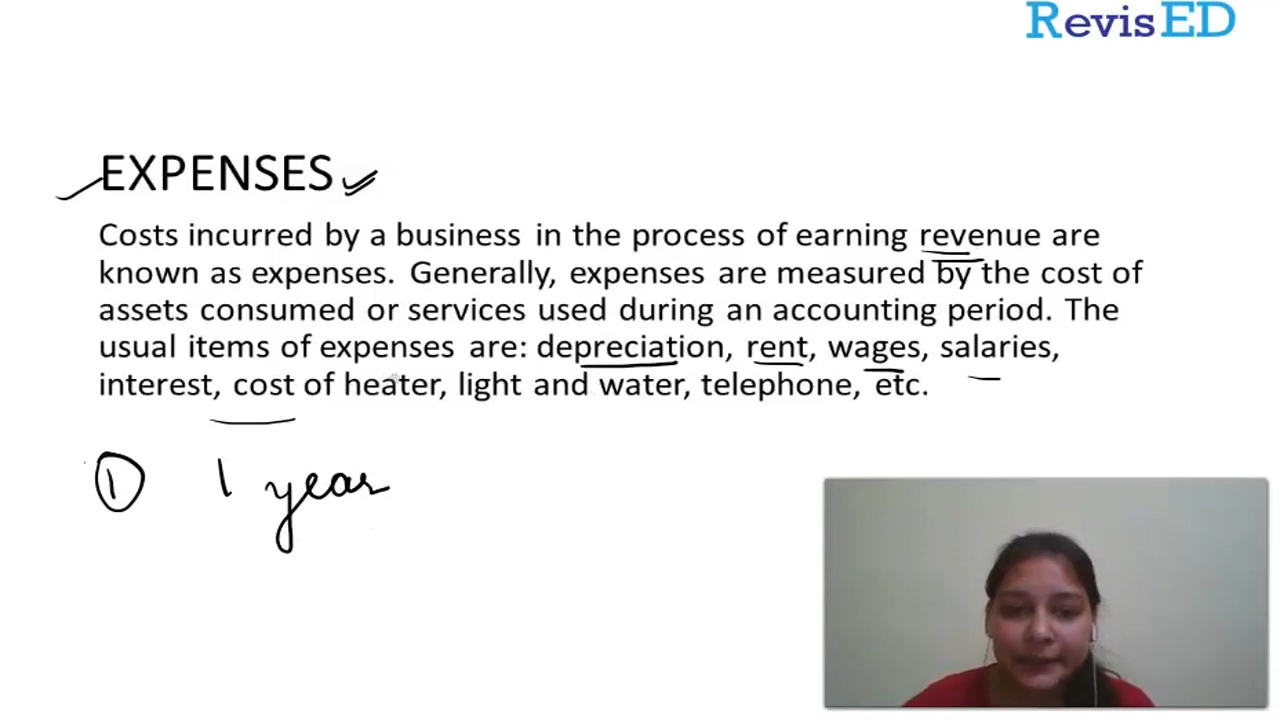 RevisED
EXPENSES
Costs incurred by a business in the process of earning revenue are
known as expenses. Generally, expenses are measured by the cost of
assets consumed or services used during an accounting period. The
usual items of expenses are: depreciation, rent, wages, salaries,
interest, cost of heater, light and water, telephone, etc.
① 1 year